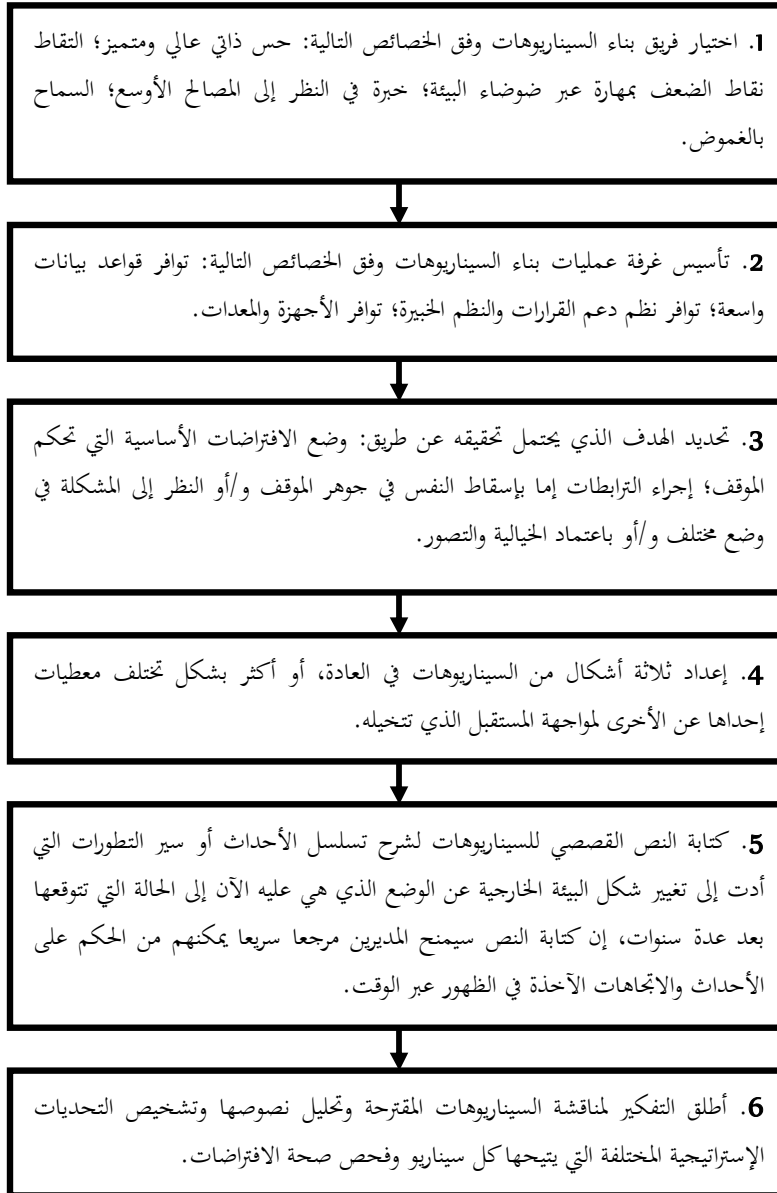 1. اختيار فريق بناء السيناريوهات وفق الخصائص التالية: حس ذاتي عالي ومتميز؛ التقاط
نقاط الضعف بمهارة عبر ضوضاء البيئة؛ خبرة في النظر إلى المصالح الأوسع؛ السماح
بالغموض.
2. تأسيس غرفة عمليات بناء السيناريوهات وفق الخصائص التالية: توافر قواعد بيانات
واسعة؛ توافر نظم دعم القرارات والنظم الخبيرة؛ توافر الأجهزة والمعدات.
3. تحديد الهدف الذي يحتمل تحقيقه عن طريق: وضع الافتراضات الأساسية التي تحكم
الموقف؛ إجراء الترابطات إما بإسقاط النفس في جوهر الموقف و/أو النظر إلى المشكلة في
وضع مختلف و/أو باعتماد الخيالية والتصور.
4. إعداد ثلاثة أشكال من السيناريوهات في العادة، أو أكثر بشكل تختلف معطيات
إحداها عن الأخرى لمواجهة المستقبل الذي تتخيله.
5. كتابة النص القصصي للسيناريوهات لشرح تسلسل الأحداث أو سير التطورات التي
أدت إلى تغيير شكل البيئة الخارجية عن الوضع الذي هي عليه الآن إلى الحالة التي تتوقعها
بعد عدة سنوات، إن كتابة النص سيمنح المديرين مرجعا سريعا يمكنهم من الحكم على
الأحداث والاتجاهات الآخذة في الظهور عبر الوقت.
6. أطلق التفكير لمناقشة السيناريوهات المقترحة وتحليل نصوصها وتشخيص التحديات
الإستراتيجية المختلفة التي يتيحها كل سيناريو وفحص صحة الافتراضات.